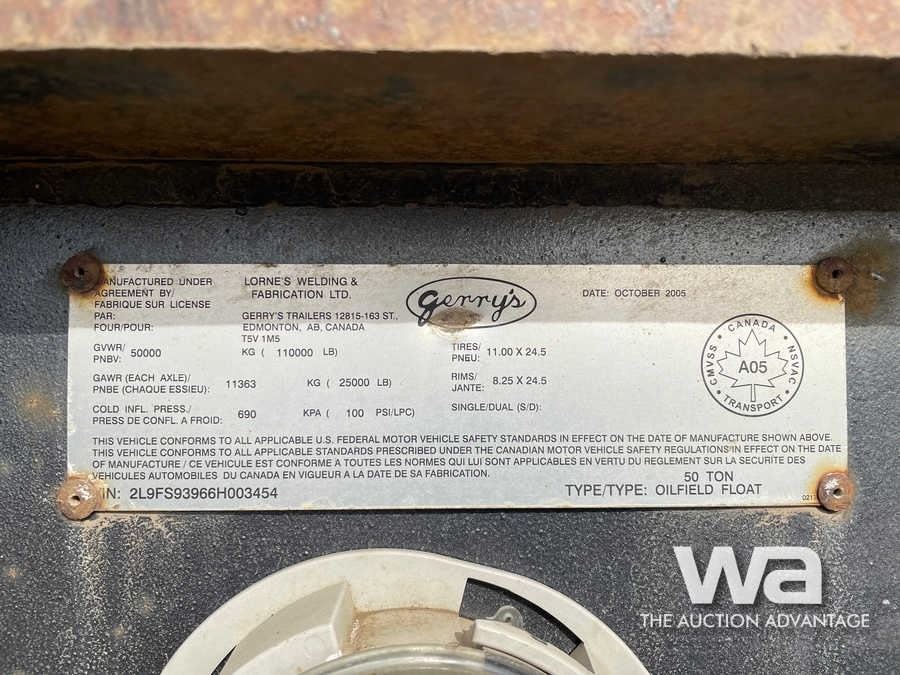 MANUFACTURED UNDER
AGREEMENT BY/
FABRIQUE SUR LICENSE
PAR:
FOUR/POUR:
LORNE'S WELDING &
FABRICATION LTD.
GERRY'S TRAILERS 12815-163 ST.,
EDMONTON, AB, CANADA
T5V 1M5
Gerry's
DATE: OCTOBER 2005
GVWR/
PNBV: 50000 KG ( 110000 LB)
TIRES/
PNEU: 11.00 X 24.5
GAWR (EACH AXLE)/
PNBE (CHAQUE ESSIEU): 11363 KG ( 25000 LB)
RIMS/
JANTE: 8.25 X 24.5
COLD INFL. PRESS./
PRESS DE CONFL. A FROID: 690 KPA ( 100 PSI/LPC)
SINGLE/DUAL (S/D):
CANADA
CMVSS NSVAC
A05
TRANSPORT
THIS VEHICLE CONFORMS TO ALL APPLICABLE U.S. FEDERAL MOTOR VEHICLE SAFETY STANDARDS IN EFFECT ON THE DATE OF MANUFACTURE SHOWN ABOVE.
THIS VEHICLE CONFORMS TO ALL APPLICABLE STANDARDS PRESCRIBED UNDER THE CANADIAN MOTOR VEHICLE SAFETY REGULATIONS IN EFFECT ON THE DATE
OF MANUFACTURE / CE VEHICULE EST CONFORME A TOUTES LES NORMES QUI LUI SONT APPLICABLES EN VERTU DU REGLEMENT SUR LA SECURITE DES
VEHICULES AUTOMOBILES DU CANADA EN VIGUEUR A LA DATE DE SA FABRICATION.
IN: 2L9FS93966H003454
50 TON
TYPE/TYPE: OILFIELD FLOAT
wa
THE AUCTION ADVANTAGE